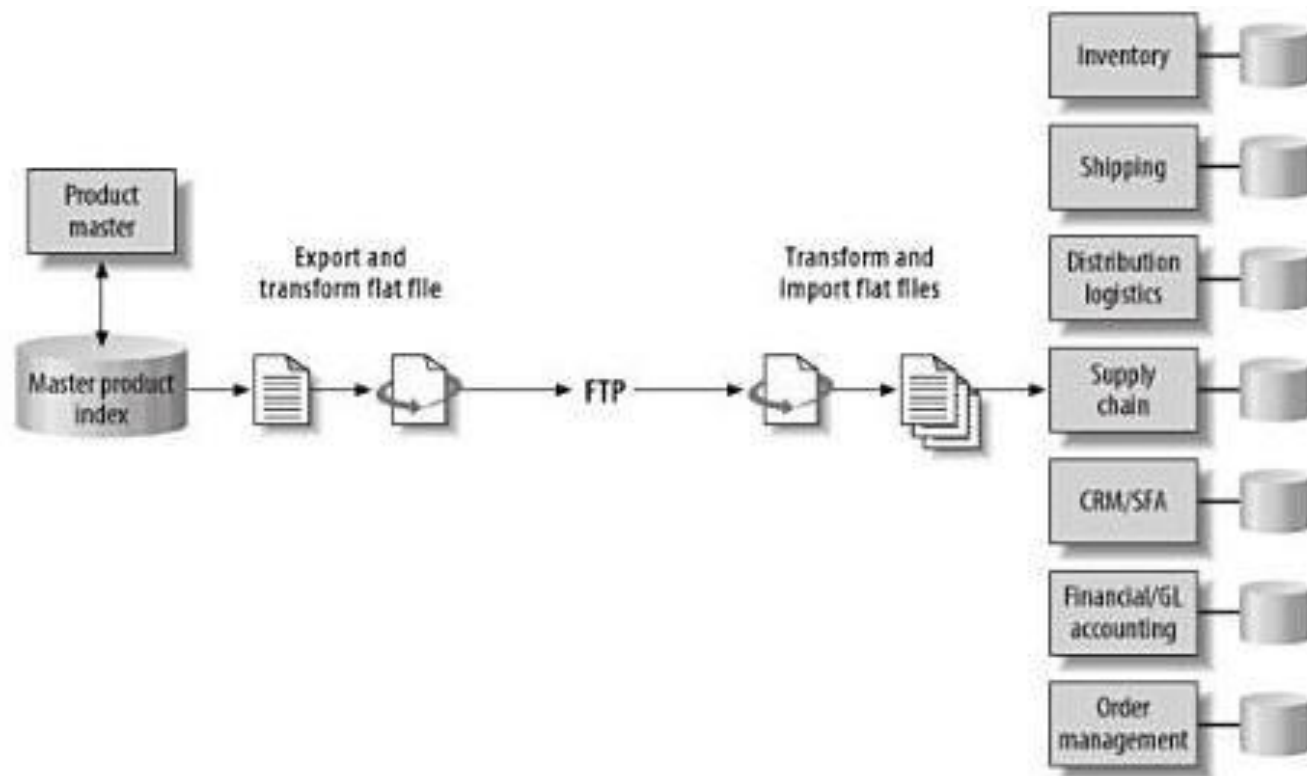 Product
master
Master product
index
Export and
transform flat file
FTP
Transform and
import flat files
Inventory
Shipping
Distribution
logistics
Supply
chain
CRM/SFA
Financial/GL
accounting
Order
management